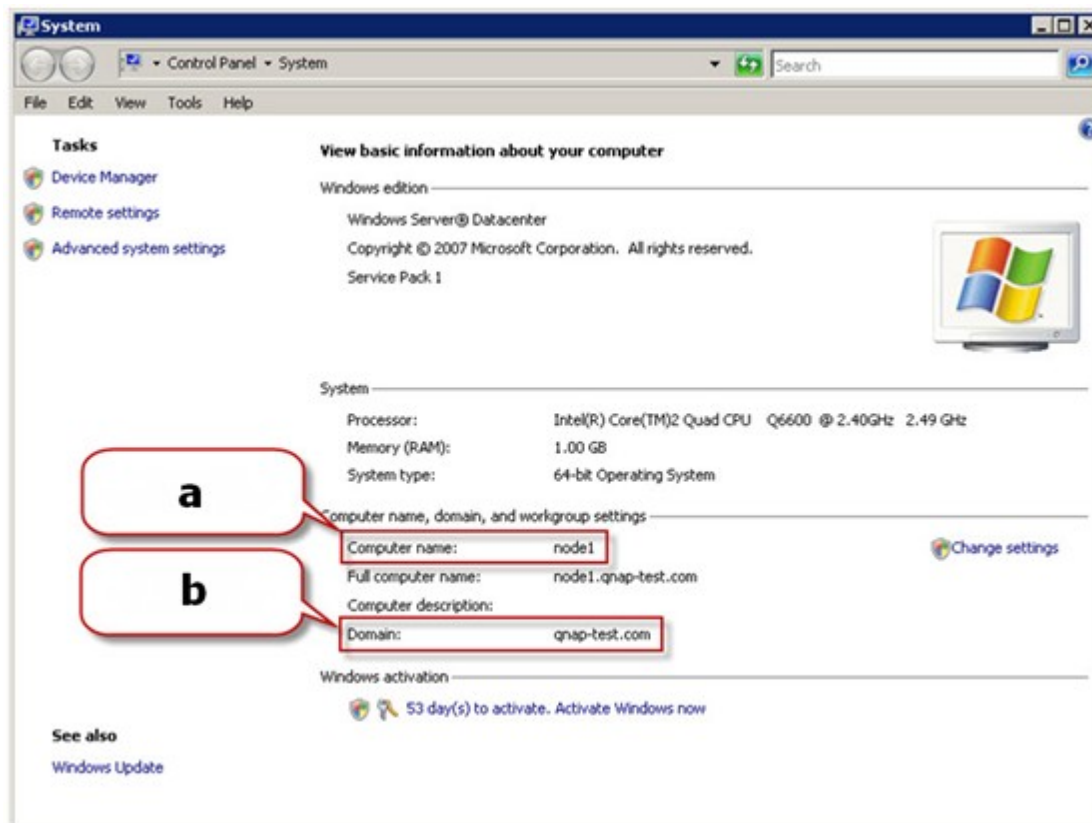 System
Control Panel System
Search
File Edit View Tools Help
Tasks
Device Manager
Remote settings
Advanced system settings
See also
Windows Update
View basic information about your computer
Windows edition
Windows Server® Datacenter
Copyright © 2007 Microsoft Corporation. All rights reserved.
Service Pack 1
System
Processor: Intel(R) Core(TM)2 Quad CPU Q6600 @ 2.40GHz 2.49 GHz
Memory (RAM): 1.00 GB
System type: 64-bit Operating System
Computer name, domain, and workgroup settings
a
Computer name: node1
Change settings
Full computer name: node1.qnap-test.com
Computer description:
b
Domain: qnap-test.com
Windows activation
53 day(s) to activate. Activate Windows now